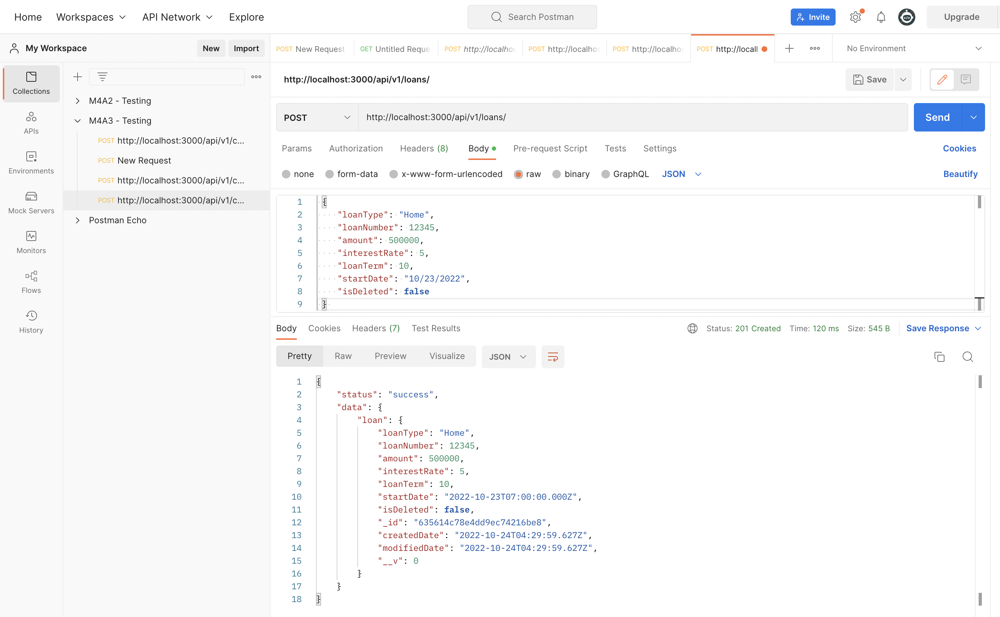 Home Workspaces API Network Explore Search Postman Invite Upgrade
My Workspace New Import POST New Request GET Untitled Reque POST http://localhos POST http://localhos POST http://localhos POST http://locall No Environment
Collections
APIs
Environments
Mock Servers
Monitors
Flows
History
M4A2 - Testing
M4A3 - Testing
POST http://localhost:3000/api/v1/c...
POST New Request
POST http://localhost:3000/api/v1/c...
POST http://localhost:3000/api/v1/c...
Postman Echo
http://localhost:3000/api/v1/loans/ Save
POST http://localhost:3000/api/v1/loans/ Send
Params Authorization Headers (8) Body Pre-request Script Tests Settings Cookies
none form-data x-www-form-urlencoded raw binary GraphQL JSON Beautify
1 {
2 "loanType": "Home",
3 "loanNumber": 12345,
4 "amount": 500000,
5 "interestRate": 5,
6 "loanTerm": 10,
7 "startDate": "10/23/2022",
8 "isDeleted": false
9 }
Body Cookies Headers (7) Test Results Status: 201 Created Time: 120 ms Size: 545 B Save Response
Pretty Raw Preview Visualize JSON
1 {
2 "status": "success",
3 "data": {
4 "loan": {
5 "loanType": "Home",
6 "loanNumber": 12345,
7 "amount": 500000,
8 "interestRate": 5,
9 "loanTerm": 10,
10 "startDate": "2022-10-23T07:00:00.000Z",
11 "isDeleted": false,
12 "_id": "635614c78e4dd9ec74216be8",
13 "createdDate": "2022-10-24T04:29:59.627Z",
14 "modifiedDate": "2022-10-24T04:29:59.627Z",
15 "__v": 0
16 }
17 }
18 }